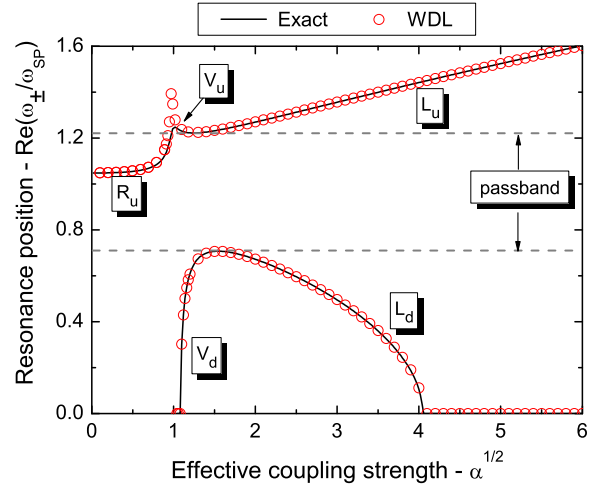 Exact WDL
Resonance position - Re(ω±/ωSP)
1.6
1.2
0.8
0.4
0.0
Vu
Lu
Ru
passband
Ld
Vd
0 1 2 3 4 5 6
Effective coupling strength - α^1/2